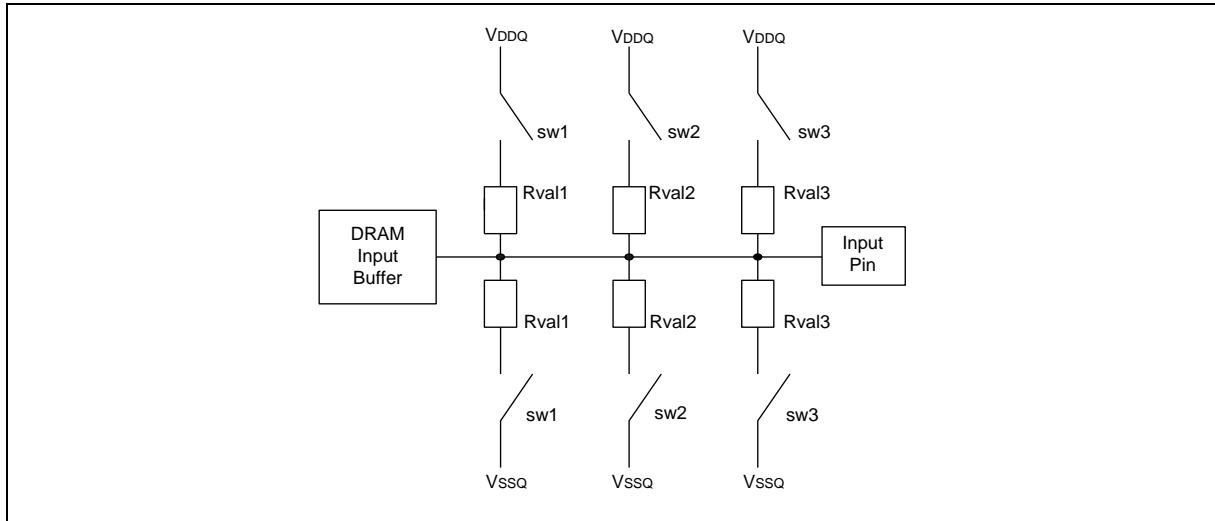 VDDQ VDDQ VDDQ
sw1 sw2 sw3
Rval1 Rval2 Rval3
DRAM
Input
Buffer
Input
Pin
Rval1 Rval2 Rval3
sw1 sw2 sw3
VSSQ VSSQ VSSQ